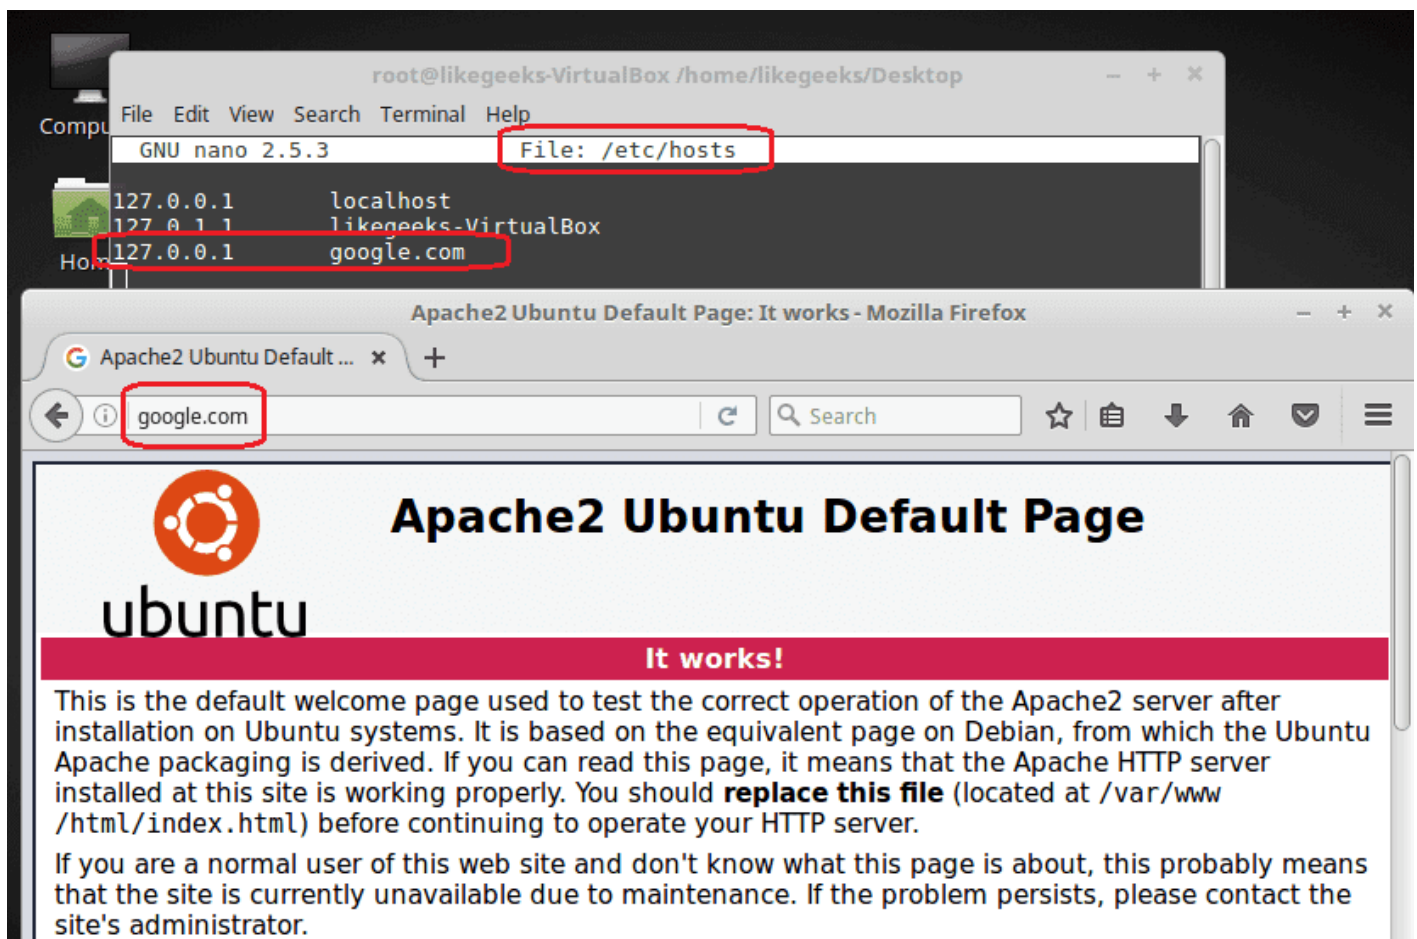 root@likegeeks-VirtualBox /home/likegeeks/Desktop
File Edit View Search Terminal Help
GNU nano 2.5.3 File: /etc/hosts
127.0.0.1 localhost
127.0.1.1 likegeeks-VirtualBox
127.0.0.1 google.com
Apache2 Ubuntu Default Page: It works - Mozilla Firefox
Apache2 Ubuntu Default ...
google.com
Search
Apache2 Ubuntu Default Page
ubuntu
It works!
This is the default welcome page used to test the correct operation of the Apache2 server after
installation on Ubuntu systems. It is based on the equivalent page on Debian, from which the Ubuntu
Apache packaging is derived. If you can read this page, it means that the Apache HTTP server
installed at this site is working properly. You should replace this file (located at /var/www
/html/index.html) before continuing to operate your HTTP server.
If you are a normal user of this web site and don't know what this page is about, this probably means
that the site is currently unavailable due to maintenance. If the problem persists, please contact the
site's administrator.